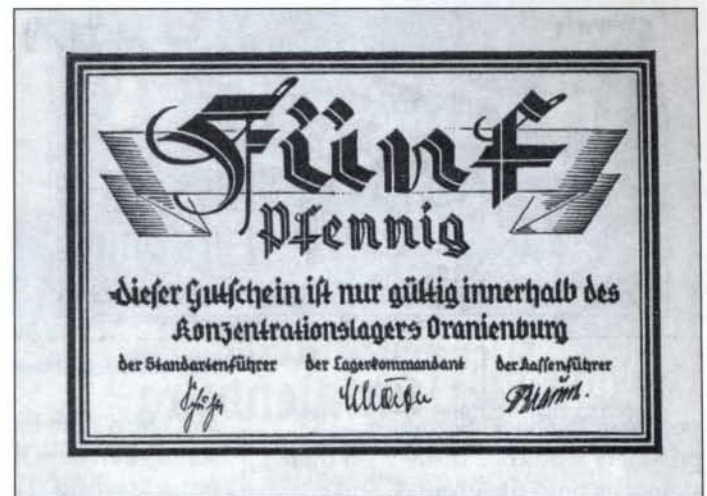 Fünf
Pfennig
dieser Gutschein ist nur gültig innerhalb des
Konzentrationslagers Oranienburg
der Standartenführer der Lagerkommandant der Kassenführer